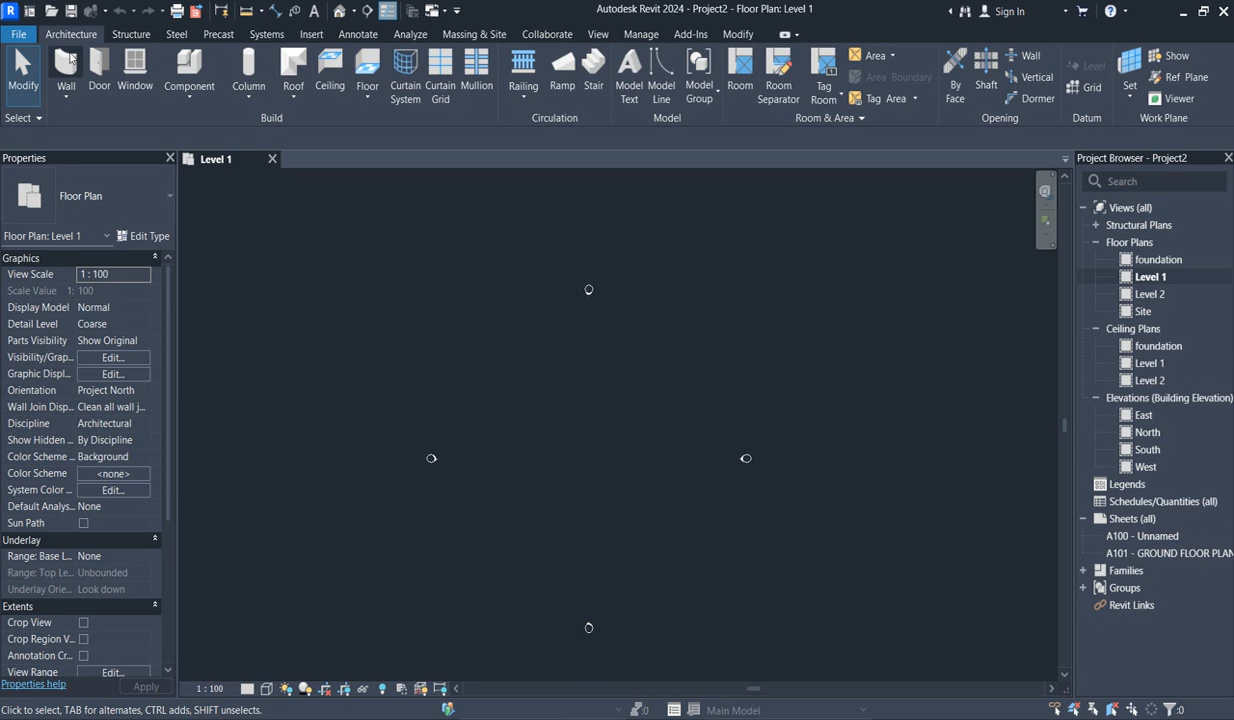 Autodesk Revit 2024 - Project2 - Floor Plan: Level 1
Sign In
File Architecture Structure Steel Precast Systems Insert Annotate Analyze Massing & Site Collaborate View Manage Add-Ins Modify
Modify
Wall
Door
Window
Component
Column
Roof
Ceiling
Floor
Curtain System
Curtain Grid
Mullion
Railing
Ramp
Stair
Model Text
Model Line
Model Group
Room
Room Separator
Tag Room
Area
Area Boundary
Tag Area
By Face
Shaft
Wall
Vertical
Dormer
Level
Grid
Set
Show
Ref Plane
Viewer
Select
Build
Circulation
Model
Room & Area
Opening
Datum
Work Plane
Properties
Floor Plan
Floor Plan: Level 1
Edit Type
Graphics
View Scale 1 : 100
Scale Value 1: 100
Display Model Normal
Detail Level Coarse
Parts Visibility Show Original
Visibility/Grap... Edit...
Graphic Displ... Edit...
Orientation Project North
Wall Join Disp... Clean all wall j...
Discipline Architectural
Show Hidden ... By Discipline
Color Scheme ... Background
Color Scheme <none>
System Color ... Edit...
Default Analys... None
Sun Path
Underlay
Range: Base L... None
Range: Top Le... Unbounded
Underlay Orie... Look down
Extents
Crop View
Crop Region V...
Annotation Cr...
View Range Edit...
Properties help
Apply
Level 1
1 : 100
Project Browser - Project2
Search
Views (all)
Structural Plans
Floor Plans
foundation
Level 1
Level 2
Site
Ceiling Plans
foundation
Level 1
Level 2
Elevations (Building Elevation)
East
North
South
West
Legends
Schedules/Quantities (all)
Sheets (all)
A100 - Unnamed
A101 - GROUND FLOOR PLAN
Families
Groups
Revit Links
Click to select, TAB for alternates, CTRL adds, SHIFT unselects.
:0
Main Model
:0